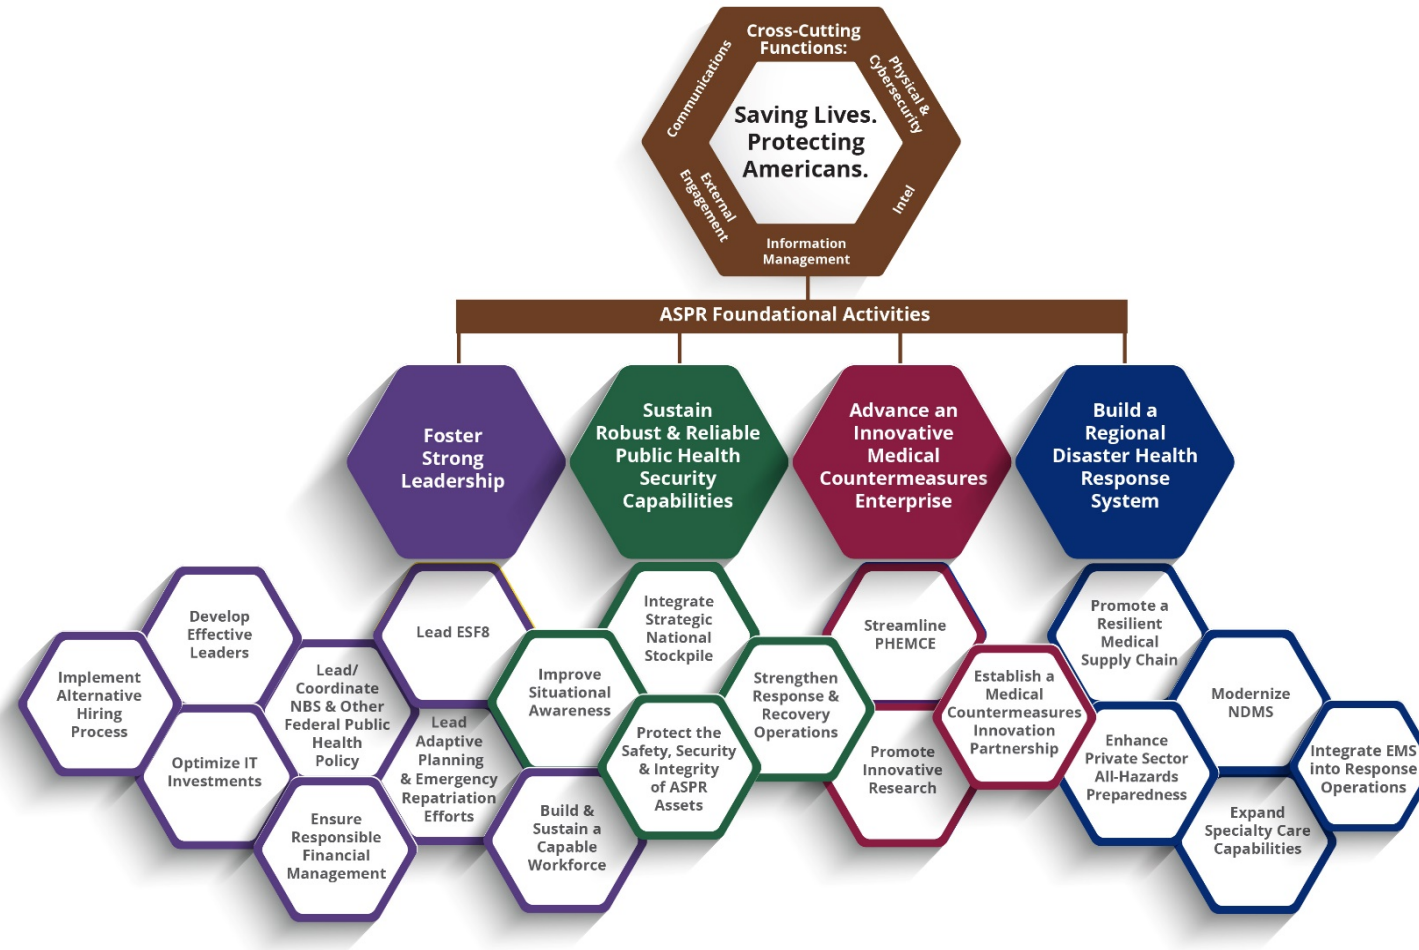 Cross-Cutting
Functions:
Communications
Physical &
Cybersecurity
Saving Lives.
Protecting
Americans.
External
Engagement
Intel
Information
Management
ASPR Foundational Activities
Foster
Strong
Leadership
Sustain
Robust & Reliable
Public Health
Security
Capabilities
Advance an
Innovative
Medical
Countermeasures
Enterprise
Build a
Regional
Disaster Health
Response
System
Implement
Alternative
Hiring
Process
Develop
Effective
Leaders
Optimize IT
Investments
Lead/
Coordinate
NBS & Other
Federal Public
Health
Policy
Ensure
Responsible
Financial
Management
Lead ESF8
Lead
Adaptive
Planning
& Emergency
Repatriation
Efforts
Build &
Sustain a
Capable
Workforce
Improve
Situational
Awareness
Integrate
Strategic
National
Stockpile
Protect the
Safety, Security
& Integrity
of ASPR
Assets
Strengthen
Response &
Recovery
Operations
Streamline
PHEMCE
Promote
Innovative
Research
Establish a
Medical
Countermeasures
Innovation
Partnership
Promote a
Resilient
Medical
Supply Chain
Enhance
Private Sector
All-Hazards
Preparedness
Modernize
NDMS
Expand
Specialty Care
Capabilities
Integrate EMS
into Response
Operations